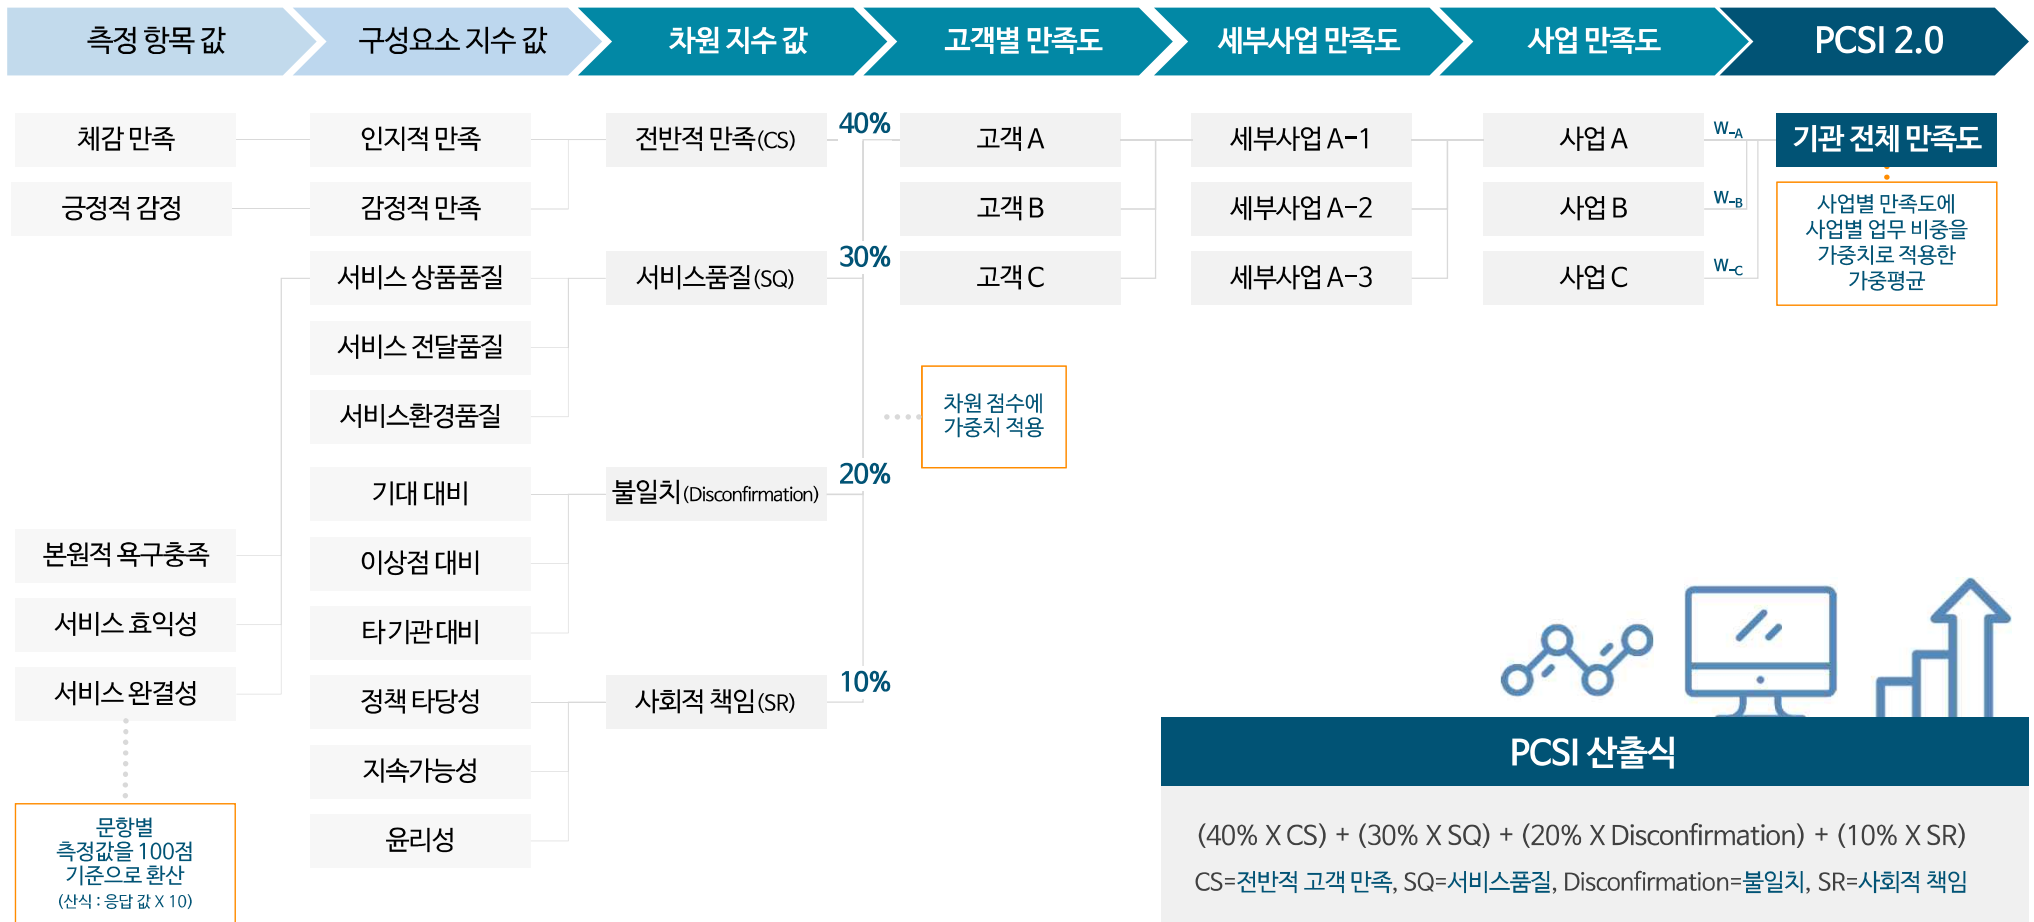 측정 항목 값
구성요소 지수 값
차원 지수 값
고객별 만족도
세부사업 만족도
사업 만족도
PCSI 2.0
체감 만족
긍정적 감정
본원적 욕구충족
서비스 효익성
서비스 완결성
문항별
측정값을 100점
기준으로 환산
(산식 : 응답 값 X 10)
인지적 만족
감정적 만족
서비스 상품품질
서비스 전달품질
서비스환경품질
기대 대비
이상점 대비
타기관 대비
정책 타당성
지속가능성
윤리성
전반적 만족(CS)
서비스품질(SQ)
불일치(Disconfirmation)
사회적 책임(SR)
40%
30%
20%
10%
고객 A
고객 B
고객 C
차원 점수에
가중치 적용
세부사업 A-1
세부사업 A-2
세부사업 A-3
사업 A
사업 B
사업 C
W-A
W-B
W-C
기관 전체 만족도
사업별 만족도에
사업별 업무 비중을
가중치로 적용한
가중평균
PCSI 산출식
(40% X CS) + (30% X SQ) + (20% X Disconfirmation) + (10% X SR)
CS=전반적 고객 만족, SQ=서비스품질, Disconfirmation=불일치, SR=사회적 책임